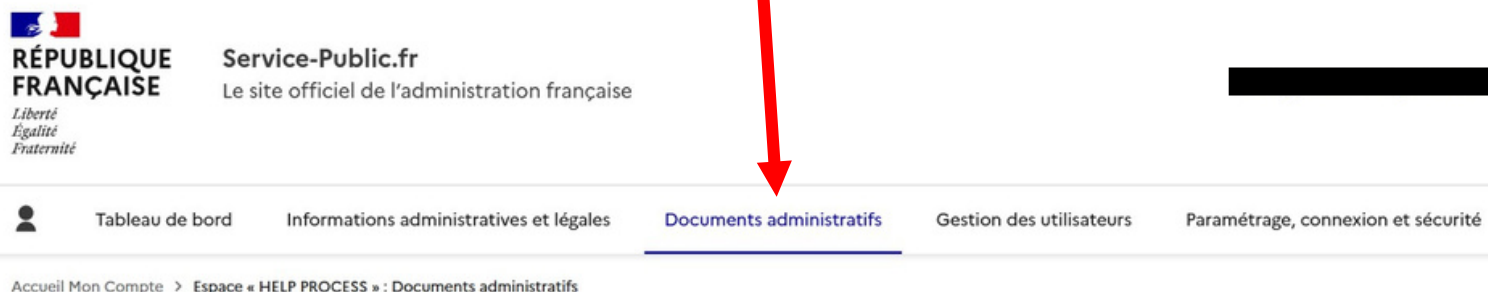 RÉPUBLIQUE
FRANÇAISE
Liberté
Égalité
Fraternité
Service-Public.fr
Le site officiel de l'administration française
Tableau de bord
Informations administratives et légales
Documents administratifs
Gestion des utilisateurs
Paramétrage, connexion et sécurité
Accueil Mon Compte > Espace « HELP PROCESS » : Documents administratifs